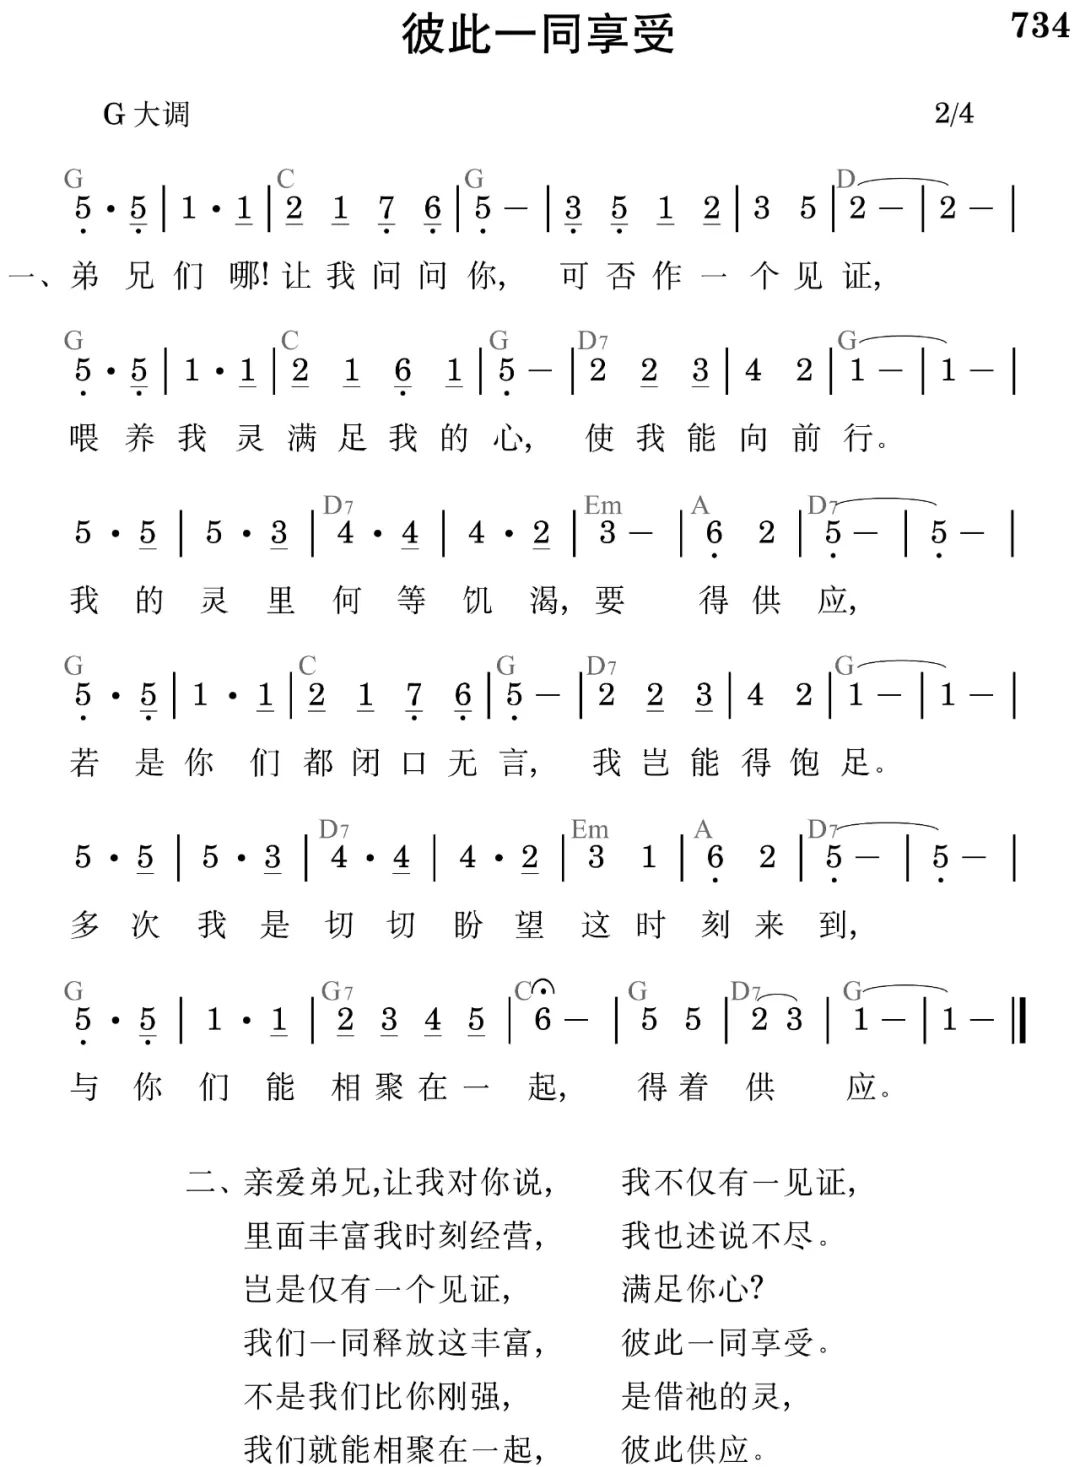 彼此一同享受 734
G 大调 2/4
G C G D
5 · 5 | 1 · 1 | 2 1 7 6 | 5 — | 3 5 1 2 | 3 5 | 2 — | 2 — |
一、弟兄们哪!让我问问你, 可否作一个见证,
G C G D7 G
5 · 5 | 1 · 1 | 2 1 6 1 | 5 — | 2 2 3 | 4 2 | 1 — | 1 — |
喂养我灵满足我的心, 使我能向前行。
D7 Em A D7
5 · 5 | 5 · 3 | 4 · 4 | 4 · 2 | 3 — | 6 2 | 5 — | 5 — |
我的灵里何等饥渴,要 得供应,
G C G D7 G
5 · 5 | 1 · 1 | 2 1 7 6 | 5 — | 2 2 3 | 4 2 | 1 — | 1 — |
若是你们都闭口无言, 我岂能得饱足。
D7 Em A D7
5 · 5 | 5 · 3 | 4 · 4 | 4 · 2 | 3 1 | 6 2 | 5 — | 5 — |
多次我是切切盼望这时刻来到,
G G7 C G D7 G
5 · 5 | 1 · 1 | 2 3 4 5 | 6 — | 5 5 | 2 3 | 1 — | 1 — ‖
与你们能相聚在一起, 得着供 应。
二、亲爱弟兄,让我对你说, 我不仅有一见证,
里面丰富我时刻经营, 我也述说不尽。
岂是仅有一个见证, 满足你心?
我们一同释放这丰富, 彼此一同享受。
不是我们比你刚强, 是借祂的灵,
我们就能相聚在一起, 彼此供应。